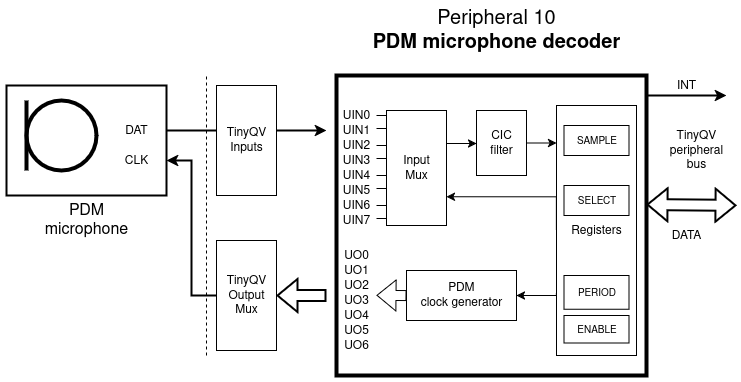 Peripheral 10
PDM microphone decoder
DAT
CLK
PDM
microphone
TinyQV
Inputs
TinyQV
Output
Mux
UIN0
UIN1
UIN2
UIN3
UIN4
UIN5
UIN6
UIN7
Input
Mux
CIC
filter
SAMPLE
SELECT
Registers
UO0
UO1
UO2
UO3
UO4
UO5
UO6
PDM
clock generator
PERIOD
ENABLE
INT
TinyQV
peripheral
bus
DATA